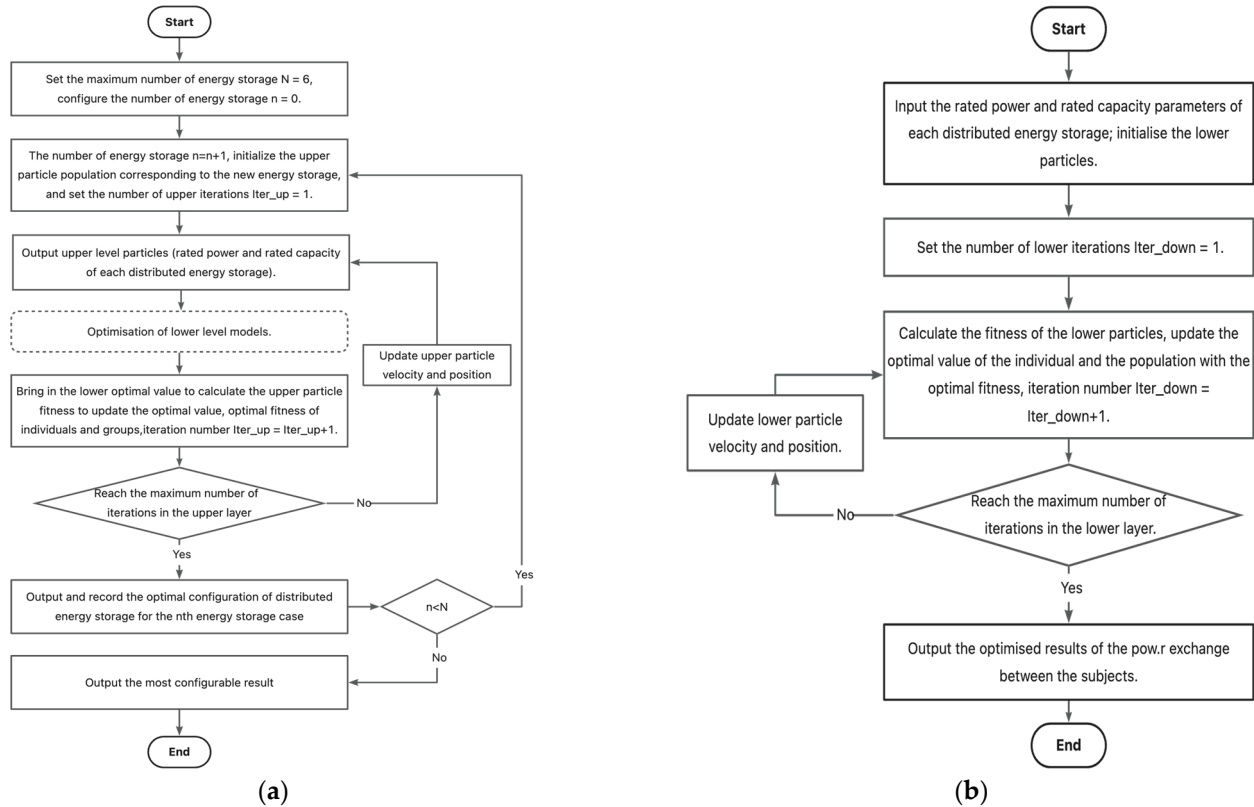 Start
Set the maximum number of energy storage N = 6,
configure the number of energy storage n = 0.
The number of energy storage n=n+1, initialize the upper
particle population corresponding to the new energy storage,
and set the number of upper iterations Iter_up = 1.
Output upper level particles (rated power and rated capacity
of each distributed energy storage).
Optimisation of lower level models.
Update upper particle
velocity and position
Bring in the lower optimal value to calculate the upper particle
fitness to update the optimal value, optimal fitness of
individuals and groups,iteration number Iter_up = Iter_up+1.
Reach the maximum number of
iterations in the upper layer
No
Yes
Output and record the optimal configuration of distributed
energy storage for the nth energy storage case
n<N
Yes
No
Output the most configurable result
End
(a)
Start
Input the rated power and rated capacity parameters of
each distributed energy storage; initialise the lower
particles.
Set the number of lower iterations Iter_down = 1.
Calculate the fitness of the lower particles, update the
optimal value of the individual and the population with the
optimal fitness, iteration number Iter_down =
Iter_down+1.
Update lower particle
velocity and position.
Reach the maximum number of
iterations in the lower layer.
No
Yes
Output the optimised results of the pow.r exchange
between the subjects.
End
(b)